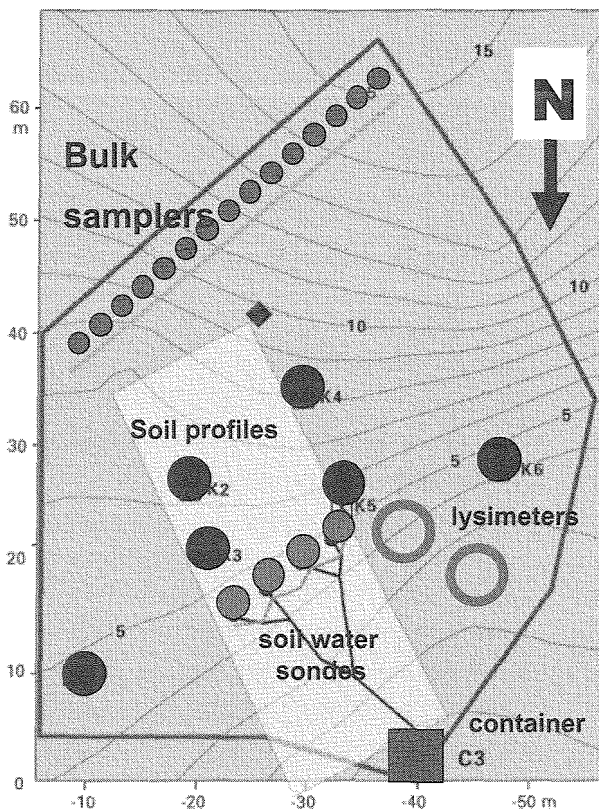 15
60
m
N
5
Bulk
samplers
50
10
40
10
K4
5
Soil profiles
30
K2
5
K6
K5
lysimeters
20
K3
5
soil water
sondes
10
container
C3
0
-10
-20
-30
-40
-50 m